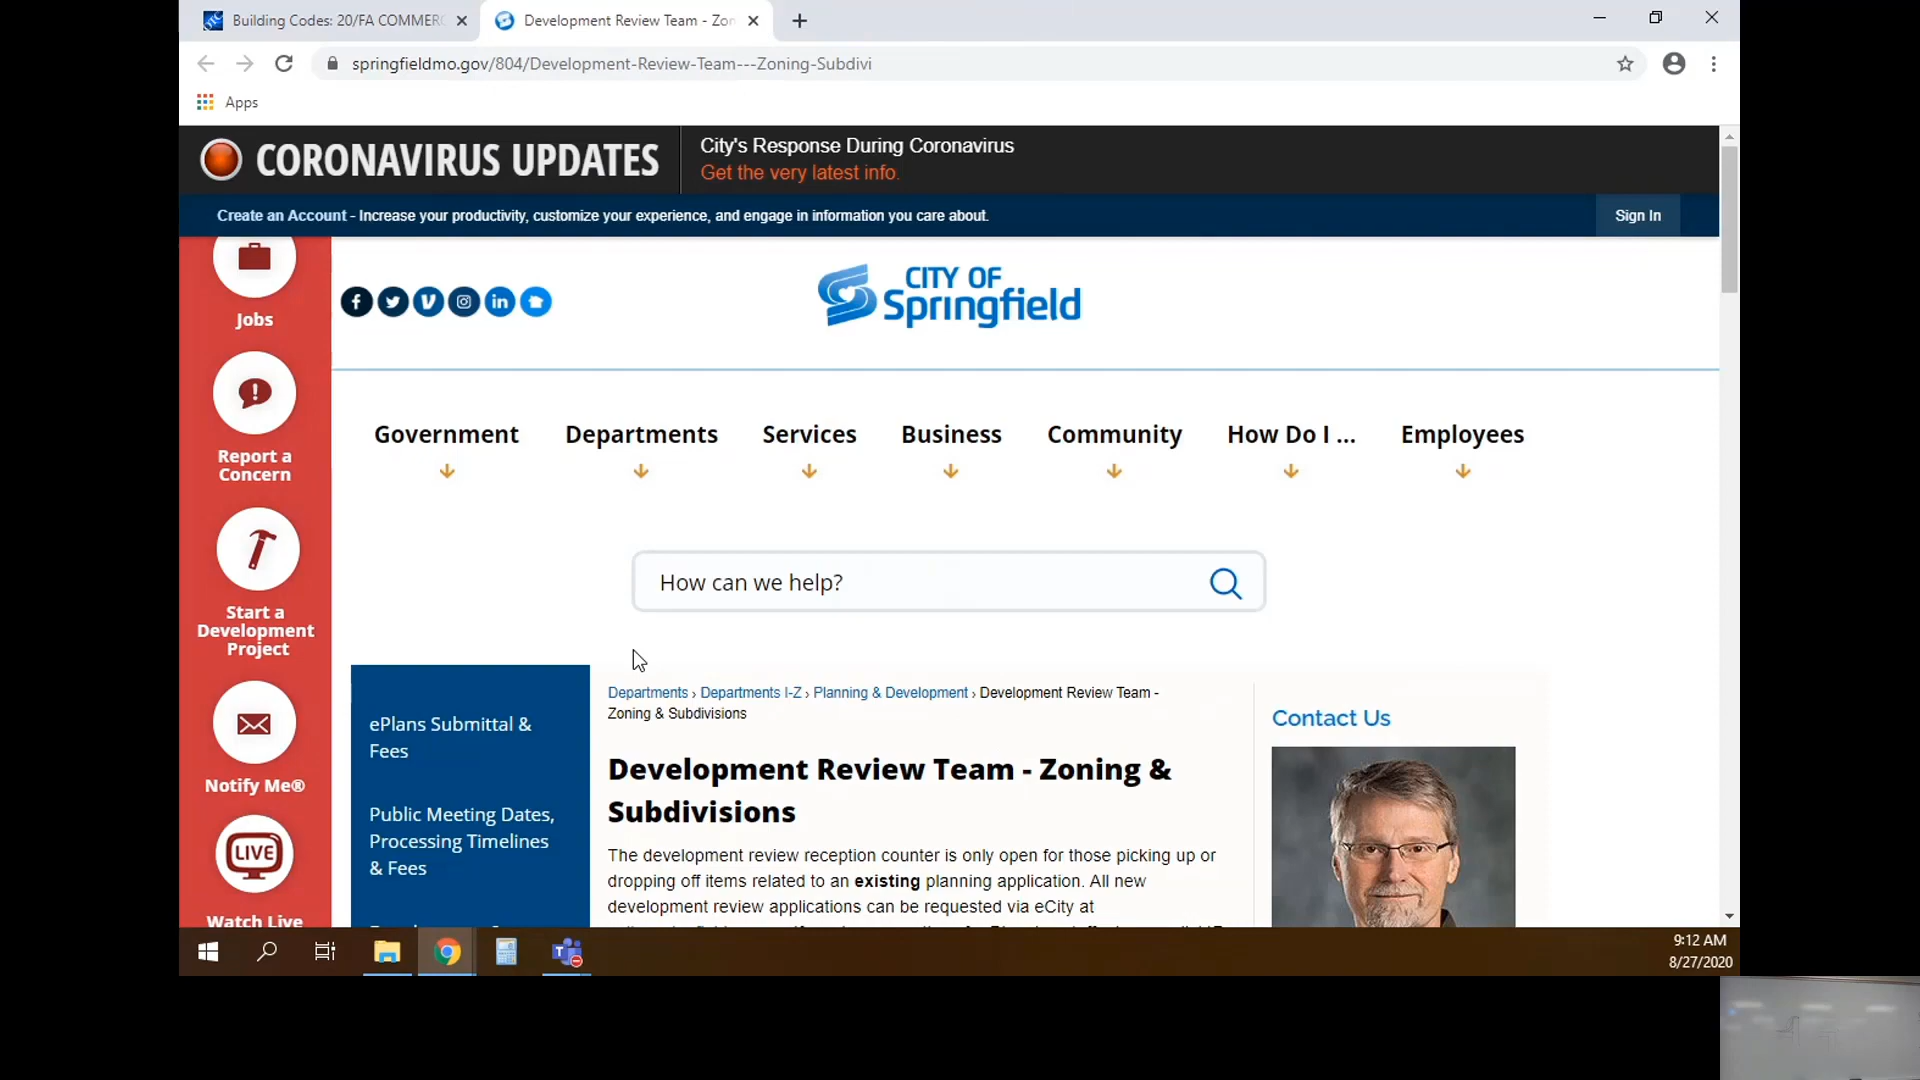 Building Codes: 20/FA COMMER
Development Review Team - Zon
springfieldmo.gov/804/Development-Review-Team---Zoning-Subdivi
Apps
CORONAVIRUS UPDATES
City's Response During Coronavirus
Get the very latest info.
Create an Account - Increase your productivity, customize your experience, and engage in information you care about.
Sign In
Jobs
Report a
Concern
Start a
Development
Project
Notify Me®
LIVE
Watch Live
CITY OF
Springfield
Government
Departments
Services
Business
Community
How Do I ...
Employees
How can we help?
ePlans Submittal &
Fees
Public Meeting Dates,
Processing Timelines
& Fees
Departments › Departments I-Z › Planning & Development › Development Review Team -
Zoning & Subdivisions
Development Review Team - Zoning &
Subdivisions
The development review reception counter is only open for those picking up or
dropping off items related to an existing planning application. All new
development review applications can be requested via eCity at
Contact Us
9:12 AM
8/27/2020